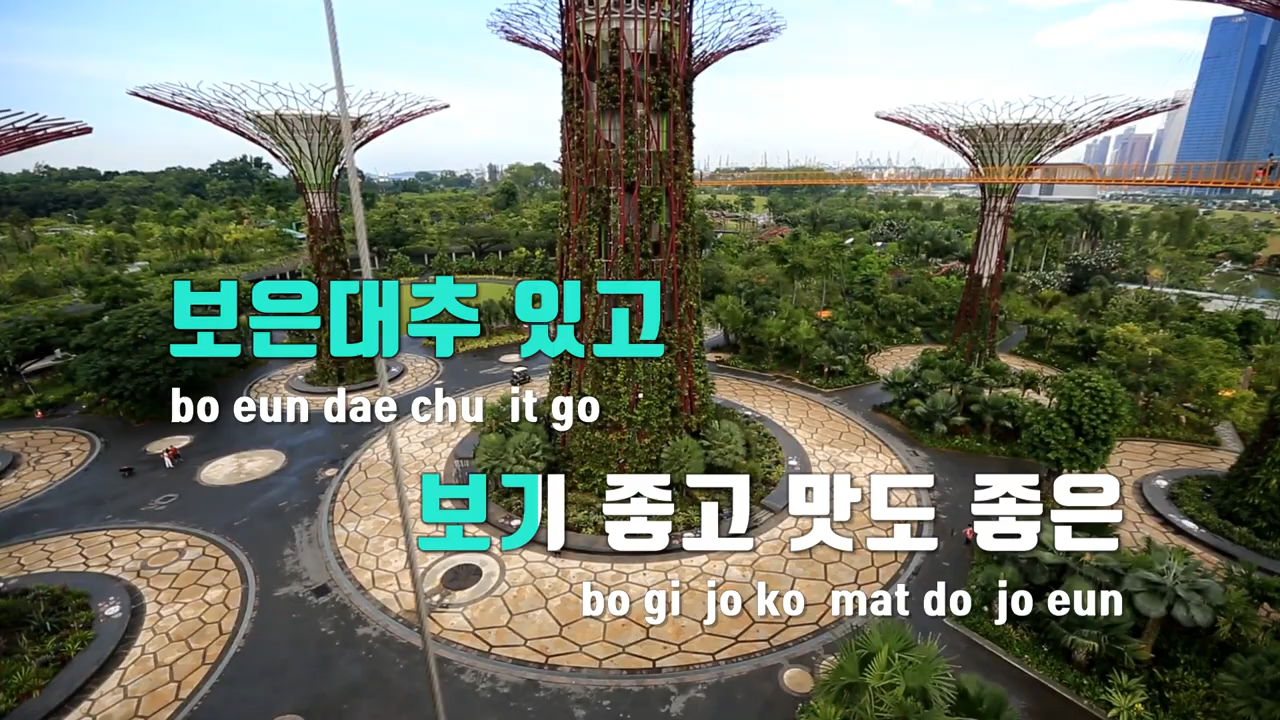 보은대추 있고
bo eun dae chu it go
보기 좋고 맛도 좋은
bo gi jo ko mat do jo eun